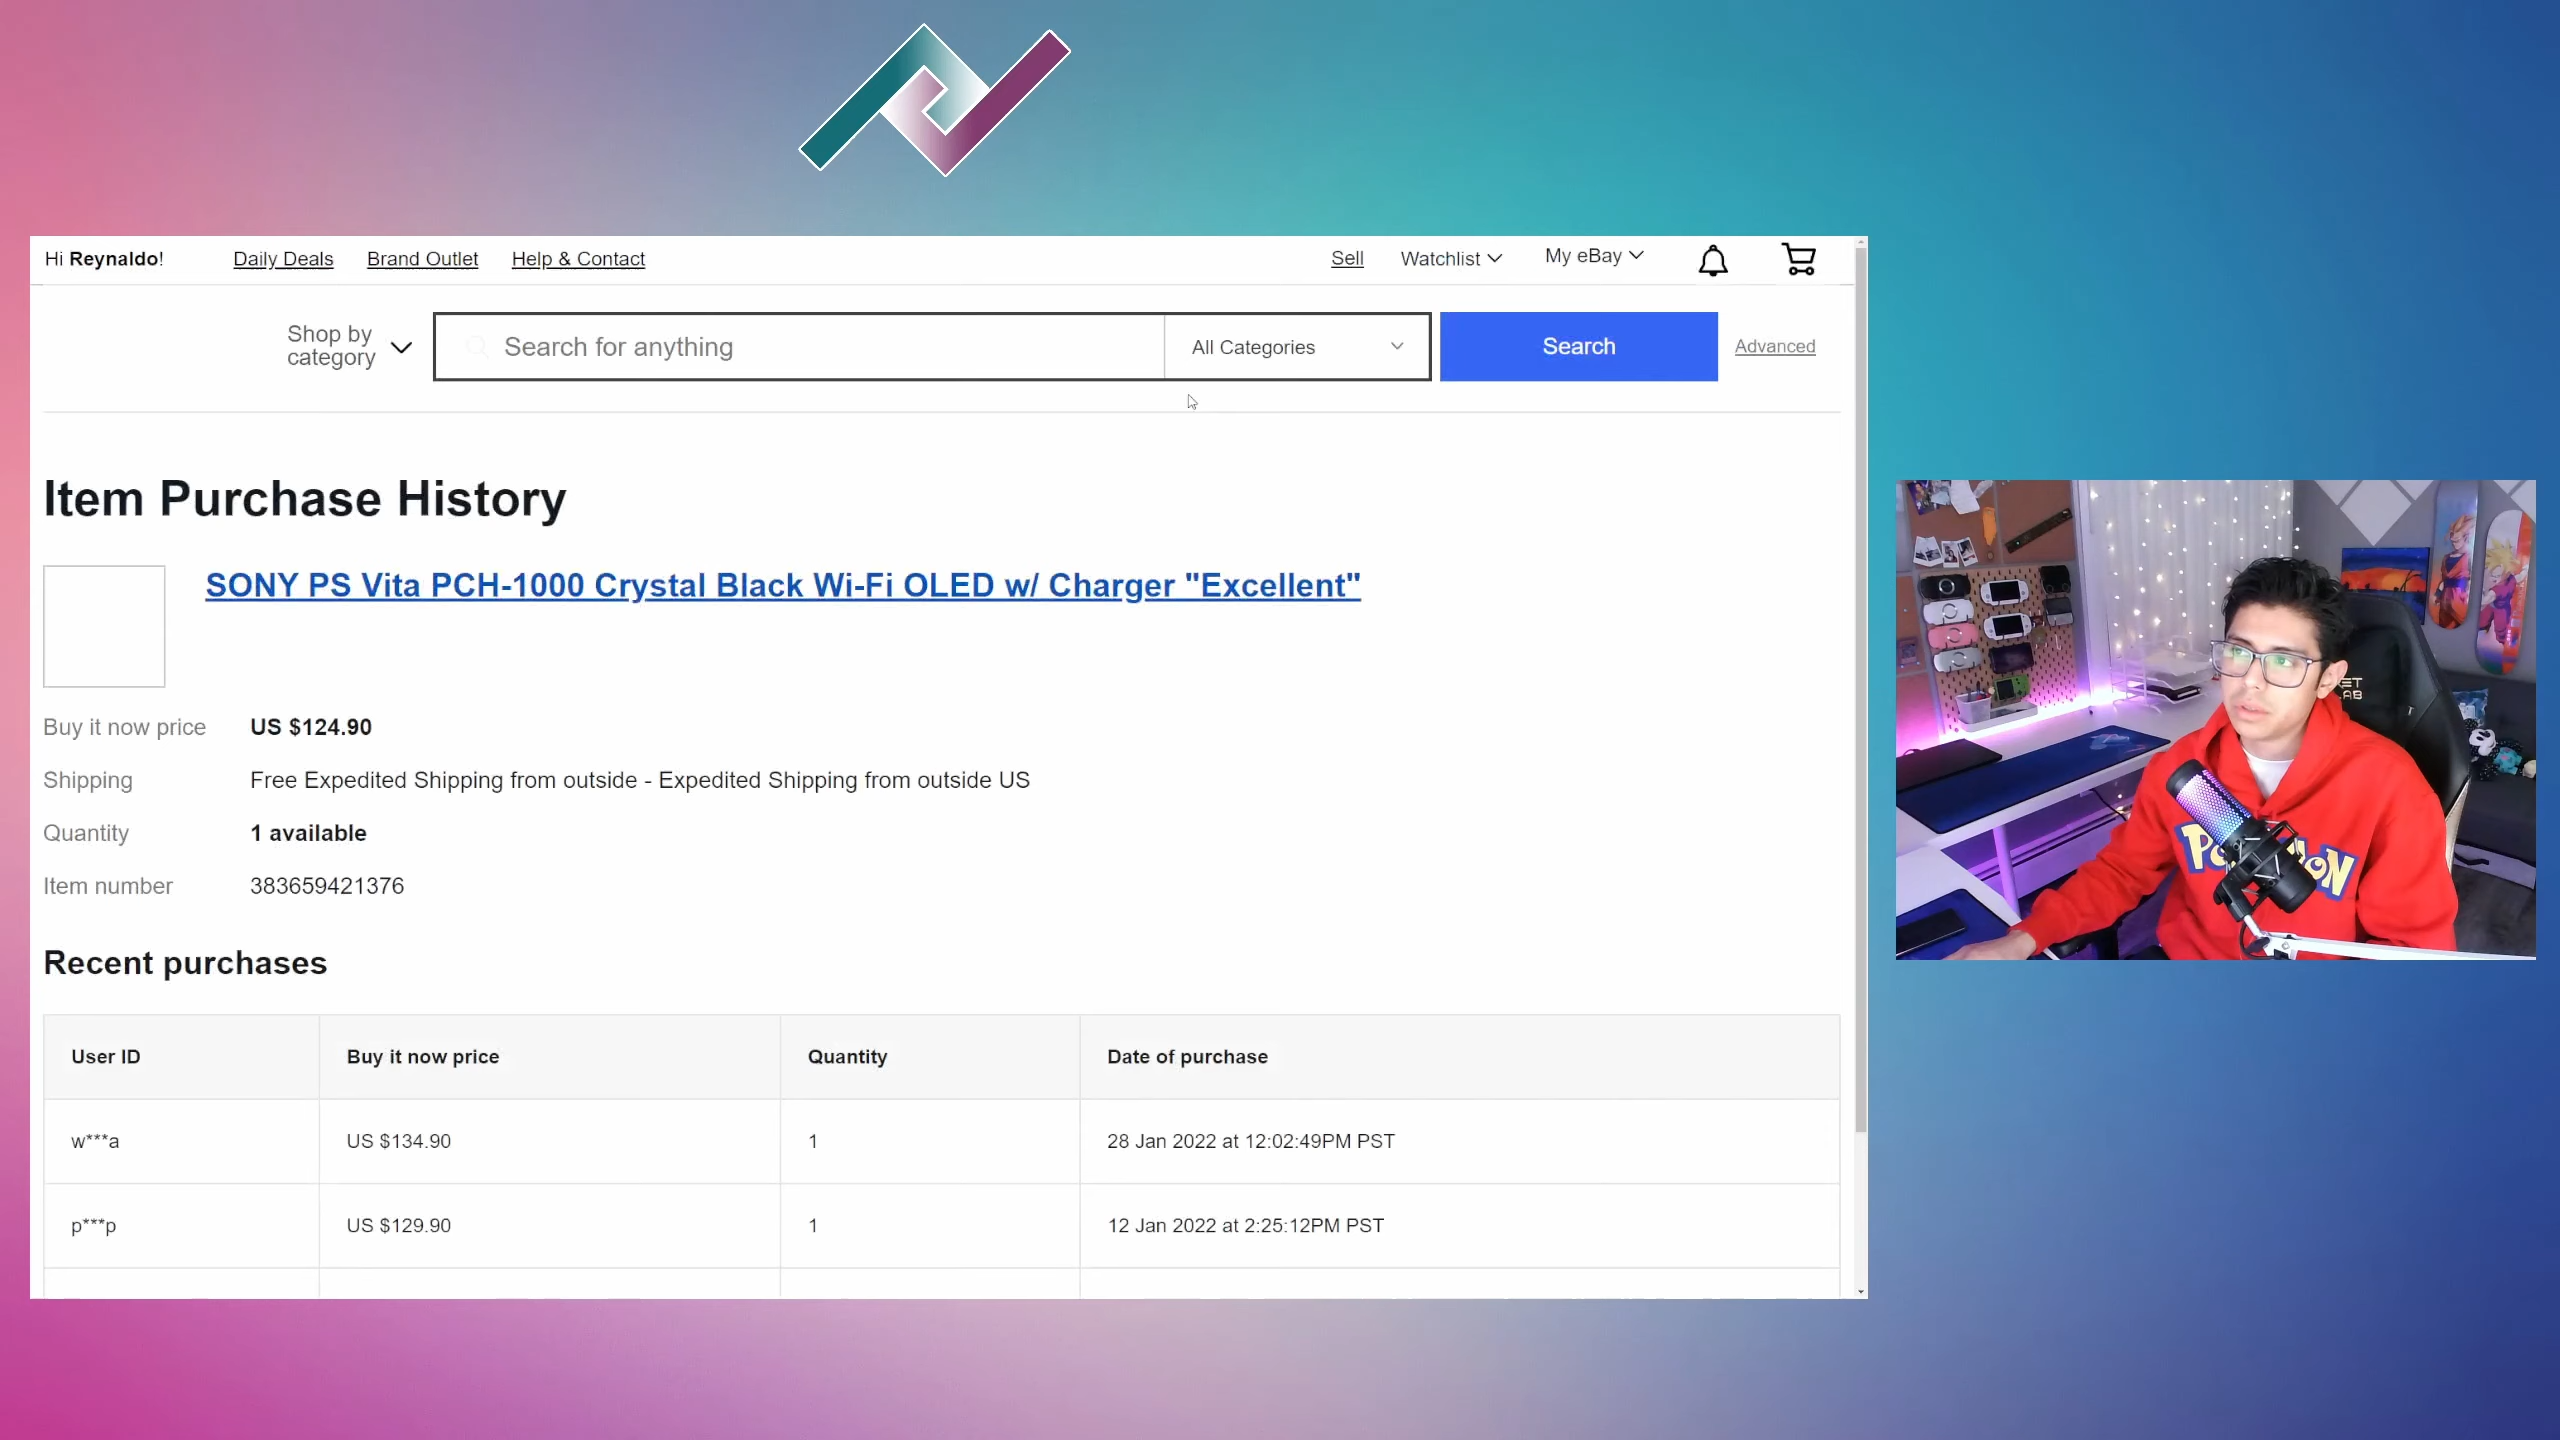 Hi Reynaldo! Daily Deals Brand Outlet Help & Contact Sell Watchlist My eBay
Shop by category Search for anything All Categories Search Advanced
Item Purchase History
SONY PS Vita PCH-1000 Crystal Black Wi-Fi OLED w/ Charger "Excellent"
Buy it now price US $124.90
Shipping Free Expedited Shipping from outside - Expedited Shipping from outside US
Quantity 1 available
Item number 383659421376
Recent purchases
User ID Buy it now price Quantity Date of purchase
w***a US $134.90 1 28 Jan 2022 at 12:02:49PM PST
p***p US $129.90 1 12 Jan 2022 at 2:25:12PM PST